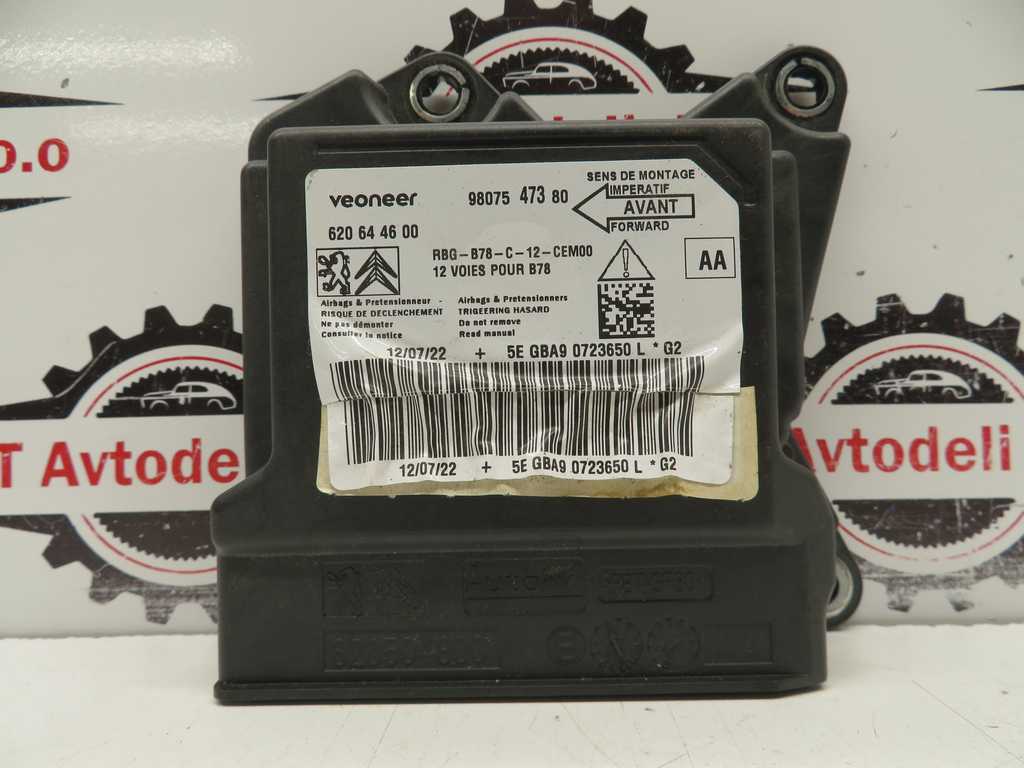 o.o
T Avtodeli
T Avtode
Avtodeli
veoneer
98075 473 80
SENS DE MONTAGE
IMPERATIF
AVANT
FORWARD
620 64 46 00
RBG-B78-C-12-CEM00
12 VOIES POUR B78
AA
Airbags & Pretensionneur -
RISQUE DE DECLENCHEMENT
Ne pas démonter
Consulter la notice
Airbags & Pretensionners
TRIGEERING HASARD
Do not remove
Read manual
12/07/22 + 5E GBA9 0723650 L * G2
12/07/22 + 5E GBA9 0723650 L * G2